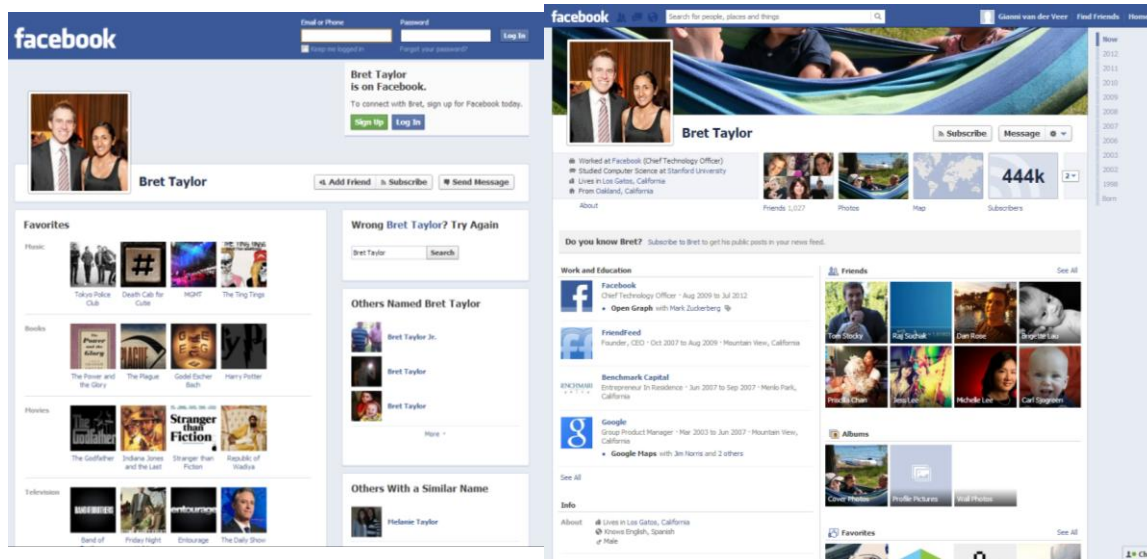 facebook
Email or Phone
Password
Log In
Keep me logged in
Forgot your password?
Bret Taylor
is on Facebook.
To connect with Bret, sign up for Facebook today.
Sign Up
Log In
Bret Taylor
Add Friend
Subscribe
Send Message
Favorites
Music
Tokyo Police
Club
Death Cab for
Cutie
MGMT
The Ting Tings
Books
The Power and
the Glory
The Plague
Godel Escher
Bach
Harry Potter
Movies
The Godfather
Indiana Jones
and the Last
Stranger than
Fiction
Republic of
Wadiya
Television
Band of
Friday Night
Entourage
The Daily Show
Wrong Bret Taylor? Try Again
Bret Taylor
Search
Others Named Bret Taylor
Bret Taylor Jr.
Bret Taylor
Bret Taylor
More
Others With a Similar Name
Melanie Taylor
facebook
Search for people, places and things
Gianni van der Veer
Find Friends
Home
Now
2012
2011
2010
2009
2008
2007
2006
2003
2002
1998
Born
Bret Taylor
Subscribe
Message
Worked at Facebook (Chief Technology Officer)
Studied Computer Science at Stanford University
Lives in Los Gatos, California
From Oakland, California
About
Friends 1,027
Photos
Map
444k
Subscribers
2
Do you know Bret? Subscribe to Bret to get his public posts in your news feed.
Work and Education
Facebook
Chief Technology Officer · Aug 2009 to Jul 2012
Open Graph with Mark Zuckerberg
FriendFeed
Founder, CEO · Oct 2007 to Aug 2009 · Mountain View, California
Benchmark Capital
Entrepreneur In Residence · Jun 2007 to Sep 2007 · Menlo Park,
California
Google
Group Product Manager · Mar 2003 to Jun 2007 · Mountain View,
California
Google Maps with Jim Norris and 2 others
See All
Info
About
Lives in Los Gatos, California
Knows English, Spanish
Male
Friends
See All
Tom Stocky
Dan Rose
Brigette Lau
Priscilla Chan
Jess Lee
Michelle Lee
Carl Sjogreen
Albums
Cover Photos
Profile Pictures
Wall Photos
Favorites
See All